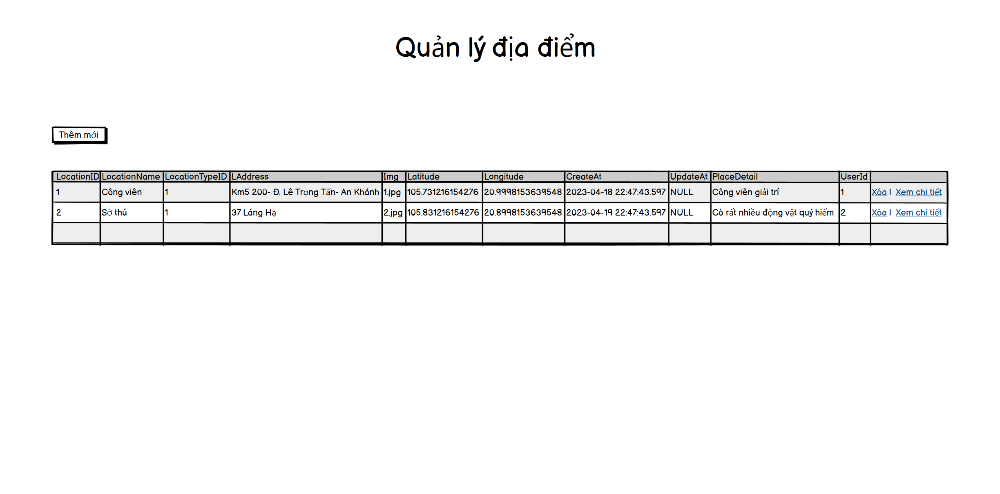 Quản lý địa điểm
Thêm mới
LocationID LocationName LocationTypeID LAddress Img Latitude Longitude CreateAt UpdateAt PlaceDetail UserId
1 Công viên 1 Km5 200- Đ. Lê Trọng Tấn- An Khánh 1.jpg 105.731216154276 20.9998153639548 2023-04-18 22:47:43.597 NULL Công viên giải trí 1 Xóa | Xem chi tiết
2 Sở thú 1 37 Láng Hạ 2.jpg 105.831216154276 20.8998153639548 2023-04-19 22:47:43.597 NULL Có rất nhiều động vật quý hiếm 2 Xóa | Xem chi tiết